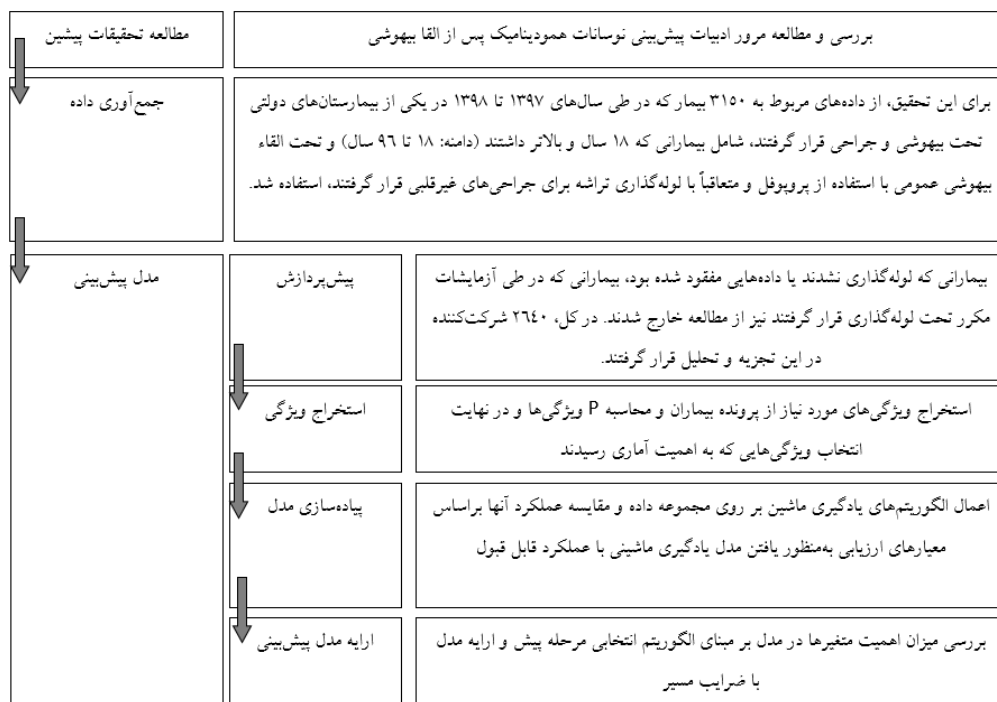 مطالعه تحقیقات پیشین
بررسی و مطالعه مرور ادبیات پیش‌بینی نوسانات همودینامیک پس از القا بیهوشی
جمع‌آوری داده
برای این تحقیق، از داده‌های مربوط به ۳۱۵۰ بیمار که در طی سال‌های ۱۳۹۷ تا ۱۳۹۸ در یکی از بیمارستان‌های دولتی
تحت بیهوشی و جراحی قرار گرفتند، شامل بیمارانی که ۱۸ سال و بالاتر داشتند (دامنه: ۱۸ تا ۹۶ سال) و تحت القاء
بیهوشی عمومی با استفاده از پروپوفل و متعاقباً با لوله‌گذاری تراشه برای جراحی‌های غیرقلبی قرار گرفتند، استفاده شد.
مدل پیش‌بینی
پیش‌پردازش
بیمارانی که لوله‌گذاری نشدند یا داده‌هایی مفقود شده بود، بیمارانی که در طی آزمایشات
مکرر تحت لوله‌گذاری قرار گرفتند نیز از مطالعه خارج شدند. در کل، ۲٦٤۰ شرکت‌کننده
در این تجزیه و تحلیل قرار گرفتند.
استخراج ویژگی
استخراج ویژگی‌های مورد نیاز از پرونده بیماران و محاسبه P ویژگی‌ها و در نهایت
انتخاب ویژگی‌هایی که به اهمیت آماری رسیدند
پیاده‌سازی مدل
اعمال الگوریتم‌های یادگیری ماشین بر روی مجموعه داده و مقایسه عملکرد آنها براساس
معیارهای ارزیابی به‌منظور یافتن مدل یادگیری ماشینی با عملکرد قابل قبول
ارایه مدل پیش‌بینی
بررسی میزان اهمیت متغیرها در مدل بر مبنای الگوریتم انتخابی مرحله پیش و ارایه مدل
با ضرایب مسیر